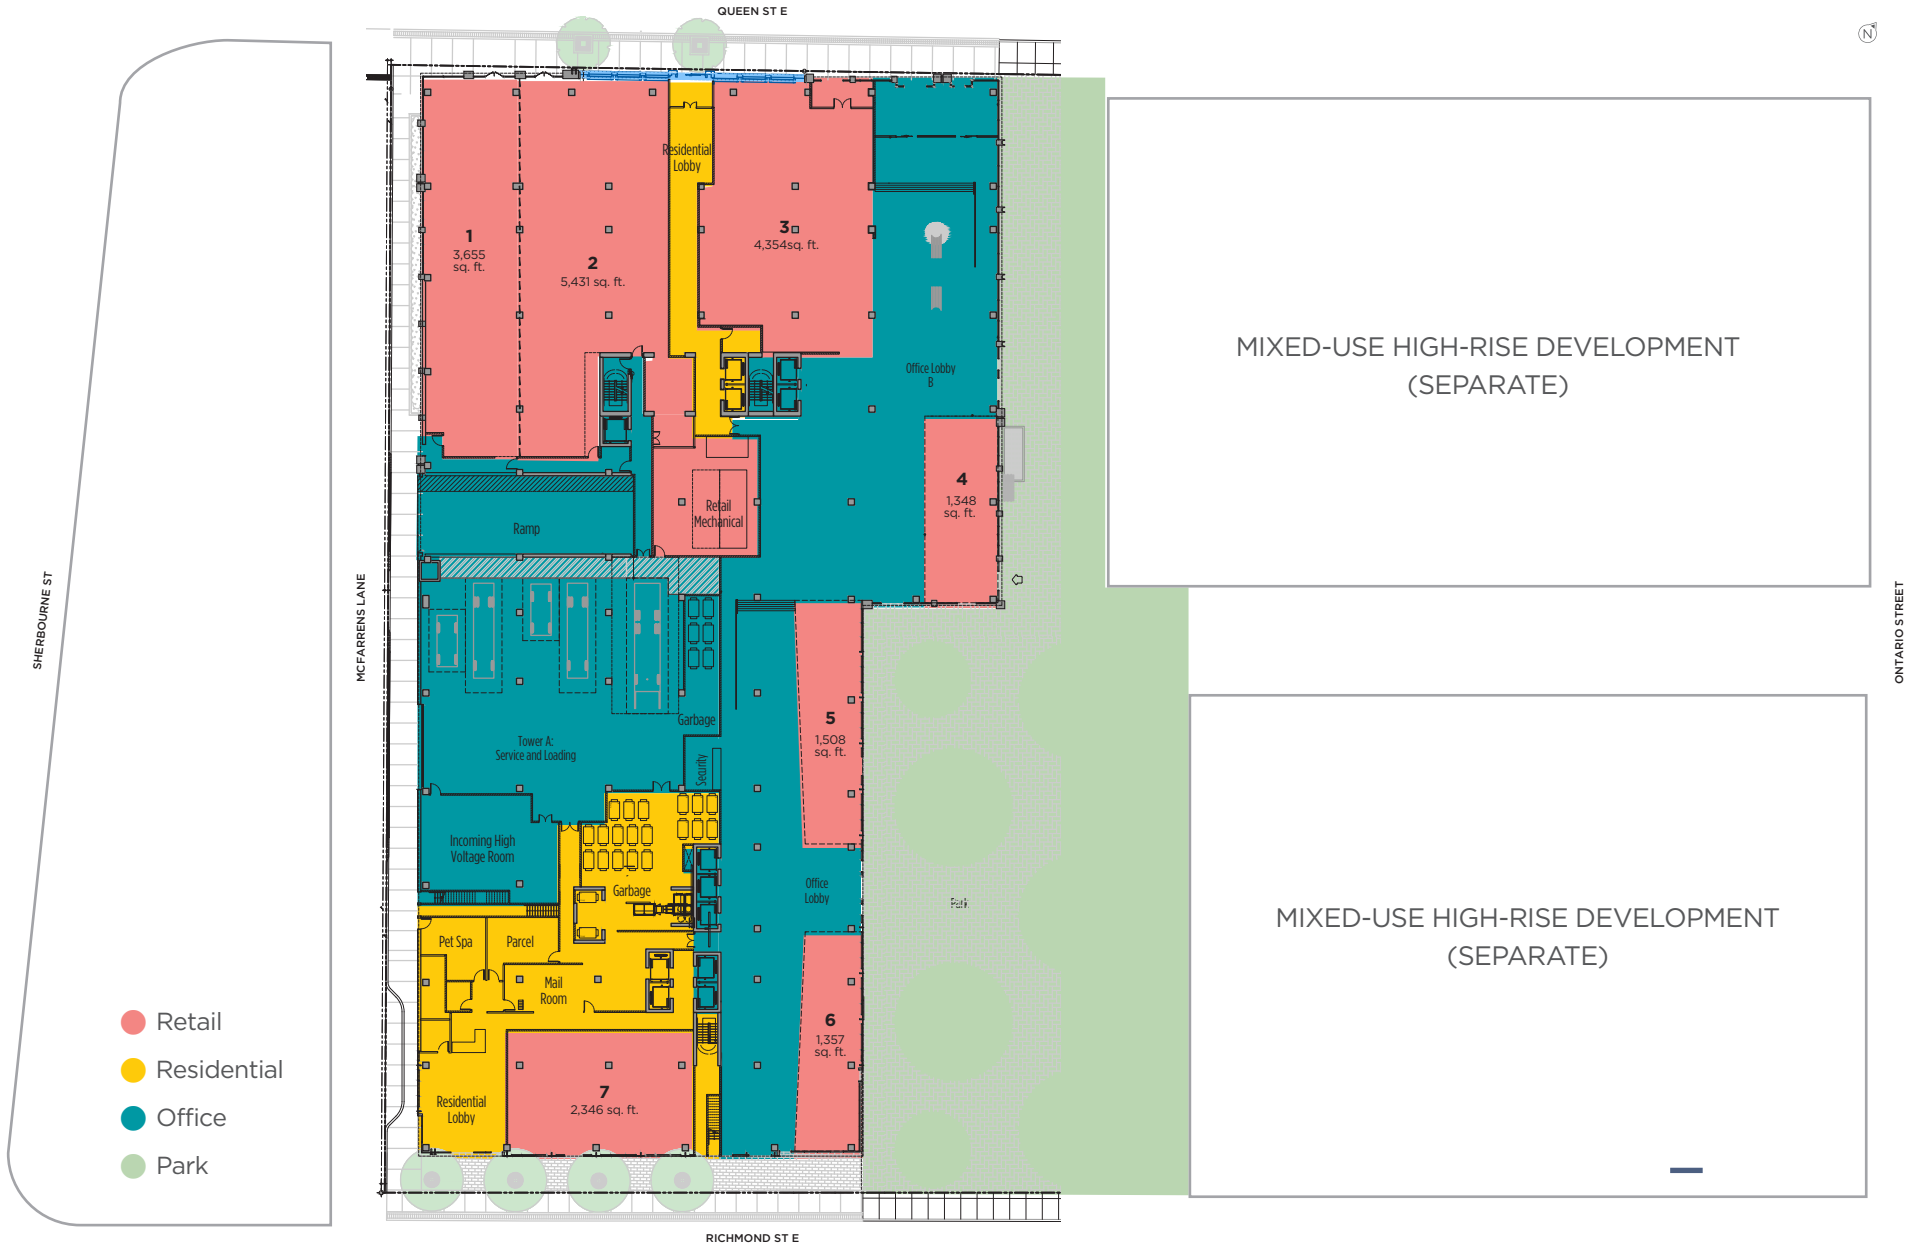 QUEEN ST E
N
Residential
Lobby
1
3,655
sq. ft.
2
5,431 sq. ft.
3
4,354sq. ft.
MIXED-USE HIGH-RISE DEVELOPMENT
(SEPARATE)
Office Lobby
B
4
1,348
sq. ft.
Retail
Mechanical
Ramp
SHERBOURNE ST
MCFARRENS LANE
ONTARIO STREET
Garbage
5
1,508
sq. ft.
Tower A:
Service and Loading
Security
Incoming High
Voltage Room
Garbage
Office
Lobby
Park
MIXED-USE HIGH-RISE DEVELOPMENT
(SEPARATE)
Pet Spa
Parcel
Mail
Room
6
1,357
sq. ft.
7
2,346 sq. ft.
Residential
Lobby
Retail
Residential
Office
Park
RICHMOND ST E